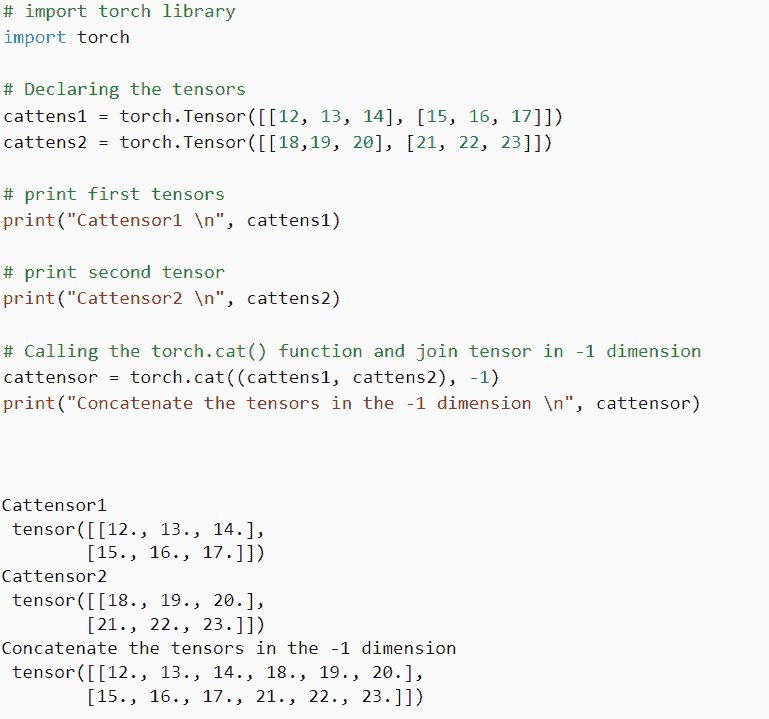 # import torch library
import torch
# Declaring the tensors
cattens1 = torch.Tensor([[12, 13, 14], [15, 16, 17]])
cattens2 = torch.Tensor([[18,19, 20], [21, 22, 23]])
# print first tensors
print("Cattensor1 \n", cattens1)
# print second tensor
print("Cattensor2 \n", cattens2)
# Calling the torch.cat() function and join tensor in -1 dimension
cattensor = torch.cat((cattens1, cattens2), -1)
print("Concatenate the tensors in the -1 dimension \n", cattensor)
Cattensor1
 tensor([[12., 13., 14.],
        [15., 16., 17.]])
Cattensor2
 tensor([[18., 19., 20.],
        [21., 22., 23.]])
Concatenate the tensors in the -1 dimension
 tensor([[12., 13., 14., 18., 19., 20.],
        [15., 16., 17., 21., 22., 23.]])